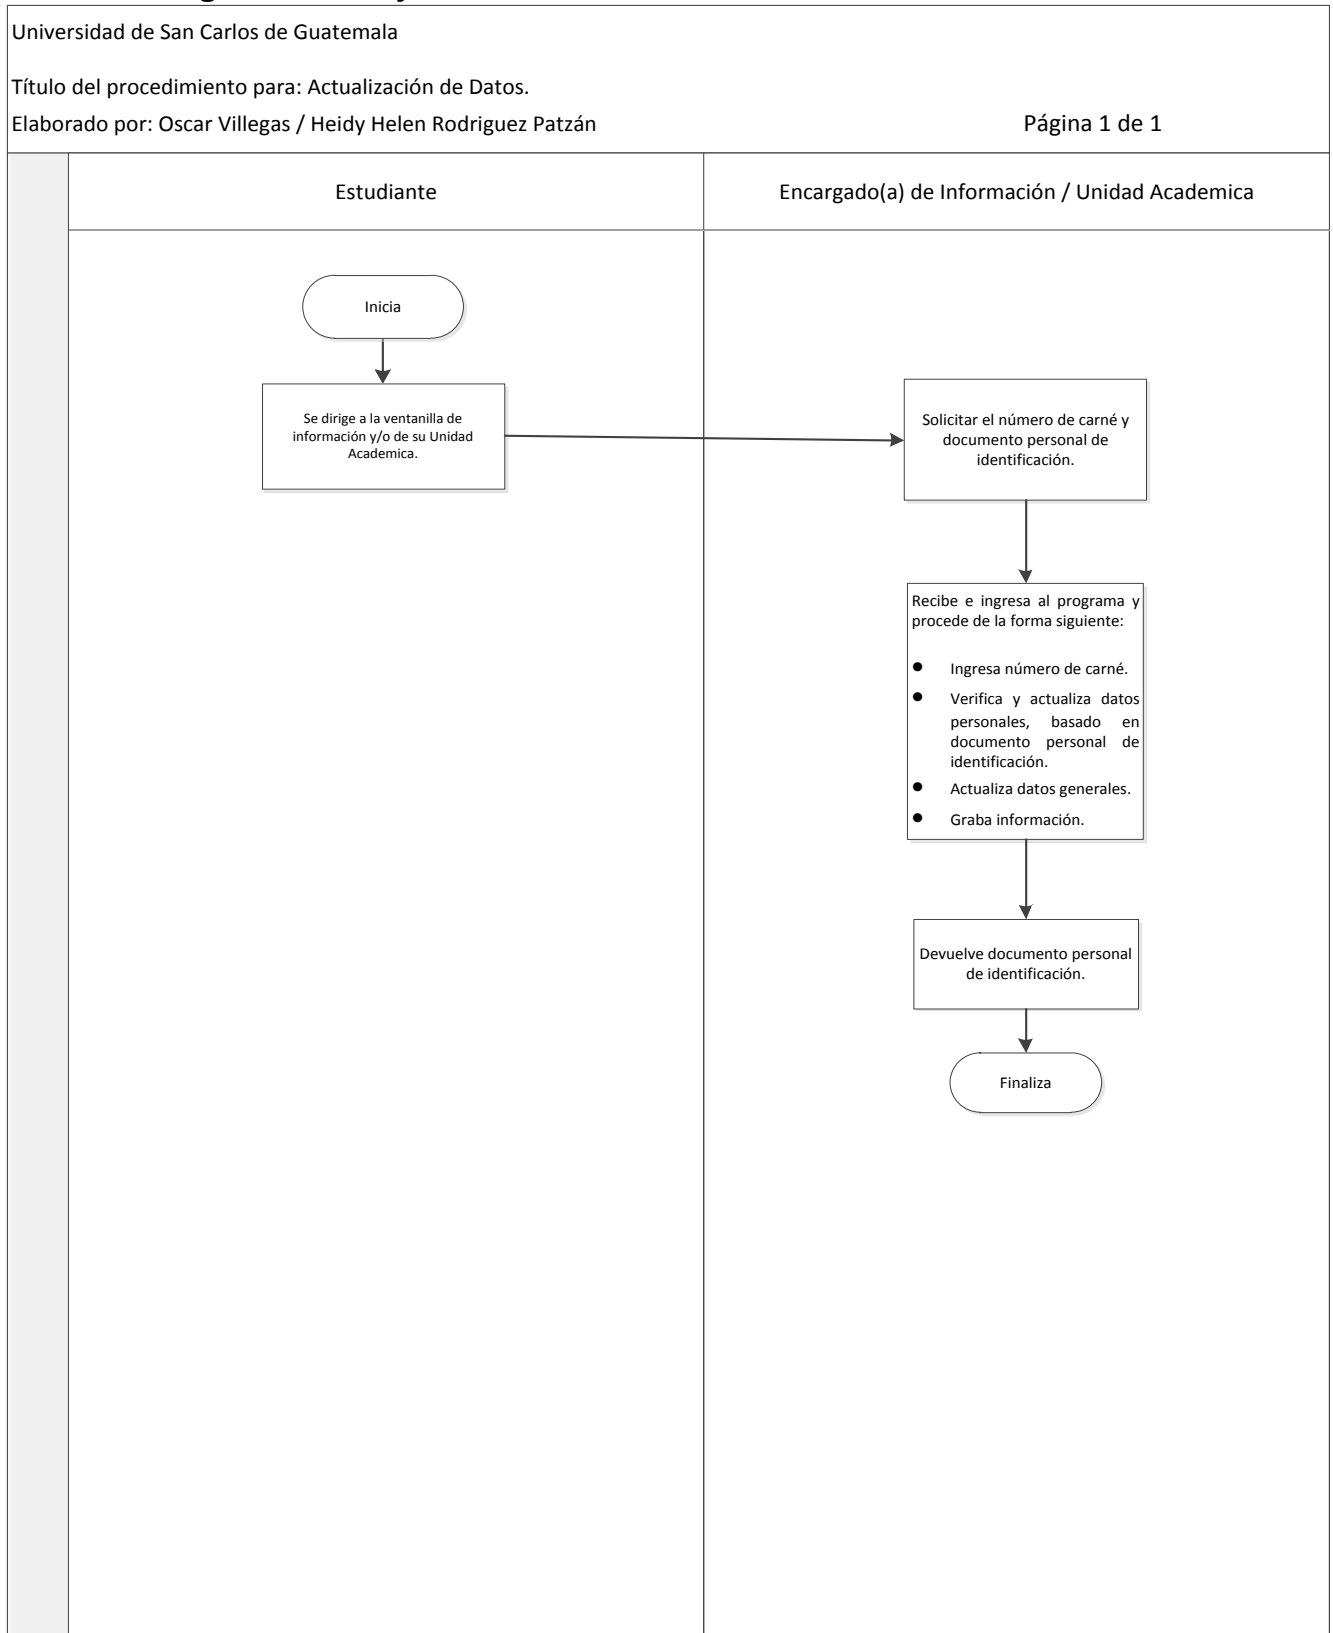 Universidad de San Carlos de Guatemala
Título del procedimiento para: Actualización de Datos.
Elaborado por: Oscar Villegas / Heidy Helen Rodriguez Patzán
Página 1 de 1
Estudiante
Encargado(a) de Información / Unidad Academica
Inicia
Se dirige a la ventanilla de
información y/o de su Unidad
Academica.
Solicitar el número de carné y
documento personal de
identificación.
Recibe e ingresa al programa y
procede de la forma siguiente:
● Ingresa número de carné.
● Verifica y actualiza datos
personales, basado en
documento personal de
identificación.
● Actualiza datos generales.
● Graba información.
Devuelve documento personal
de identificación.
Finaliza